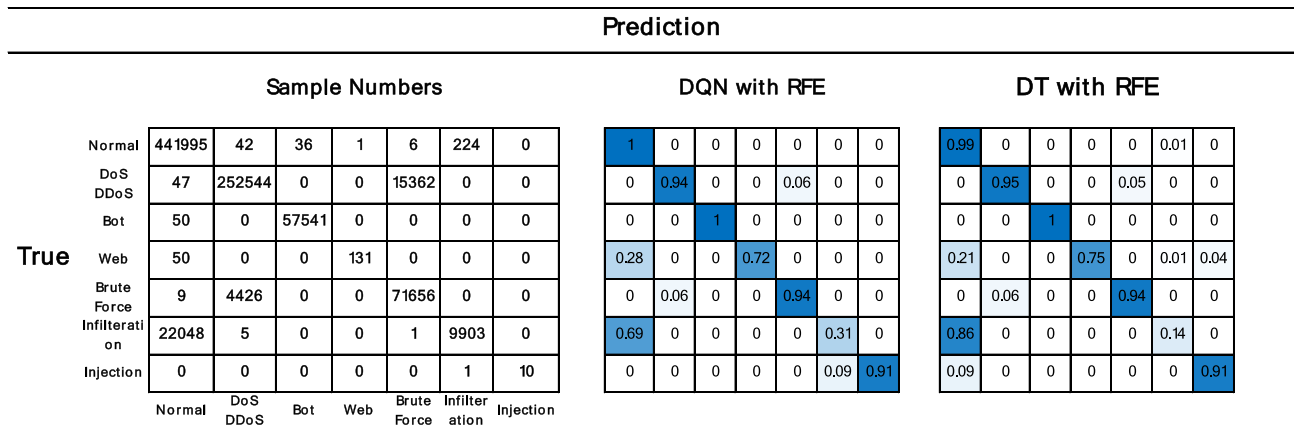 Prediction
Sample Numbers DQN with RFE DT with RFE
True
Normal 441995 42 36 1 6 224 0 1 0 0 0 0 0 0 0.99 0 0 0 0 0.01 0
DoS
DDoS 47 252544 0 0 15362 0 0 0 0.94 0 0 0.06 0 0 0 0.95 0 0 0.05 0 0
Bot 50 0 57541 0 0 0 0 0 0 1 0 0 0 0 0 0 1 0 0 0 0
Web 50 0 0 131 0 0 0 0.28 0 0 0.72 0 0 0 0.21 0 0 0.75 0 0.01 0.04
Brute
Force 9 4426 0 0 71656 0 0 0 0.06 0 0 0.94 0 0 0 0.06 0 0 0.94 0 0
Infilterati
on 22048 5 0 0 1 9903 0 0.69 0 0 0 0 0.31 0 0.86 0 0 0 0 0.14 0
Injection 0 0 0 0 0 1 10 0 0 0 0 0 0.09 0.91 0.09 0 0 0 0 0 0.91
Normal DoS Bot Web Brute Infilter Injection
DDoS Force ation